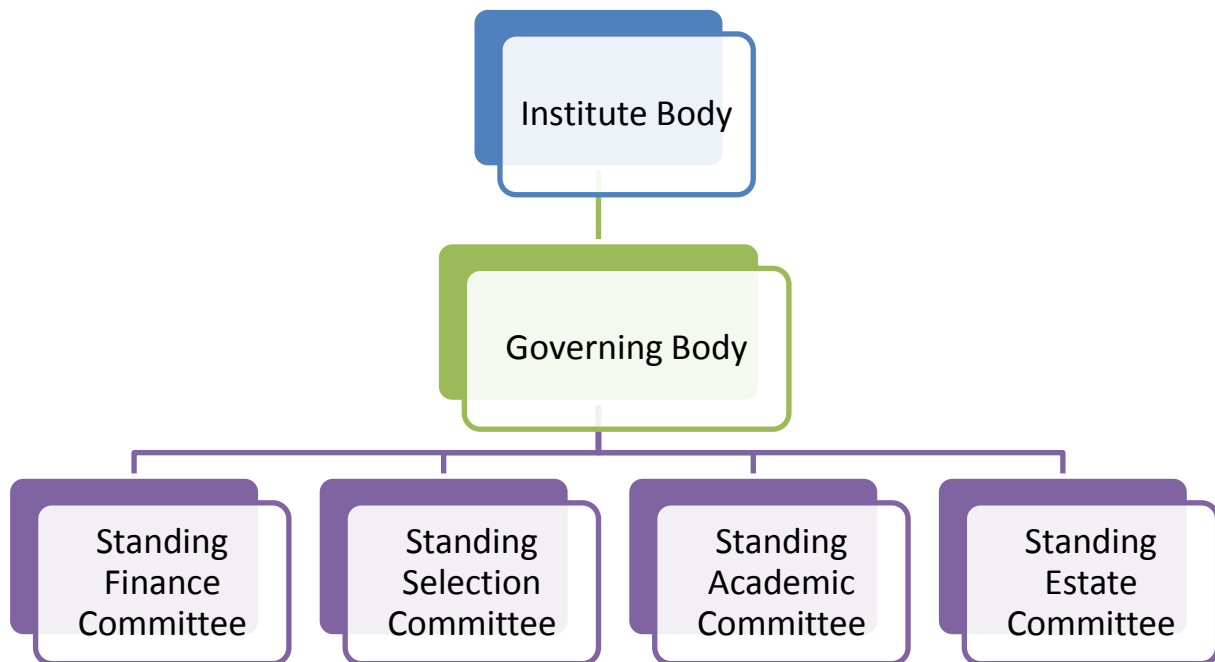 Institute Body
Governing Body
Standing
Finance
Committee
Standing
Selection
Committee
Standing
Academic
Committee
Standing
Estate
Committee